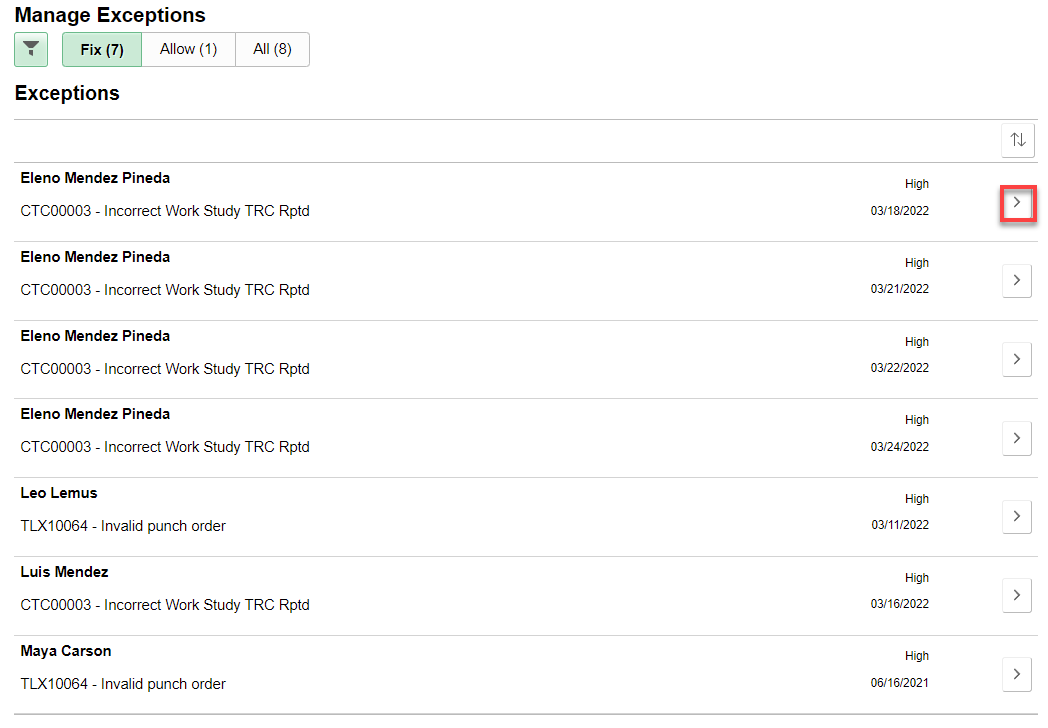 Manage Exceptions
Fix (7) Allow (1) All (8)
Exceptions
Eleno Mendez Pineda
High
CTC00003 - Incorrect Work Study TRC Rptd
03/18/2022
Eleno Mendez Pineda
High
CTC00003 - Incorrect Work Study TRC Rptd
03/21/2022
Eleno Mendez Pineda
High
CTC00003 - Incorrect Work Study TRC Rptd
03/22/2022
Eleno Mendez Pineda
High
CTC00003 - Incorrect Work Study TRC Rptd
03/24/2022
Leo Lemus
High
TLX10064 - Invalid punch order
03/11/2022
Luis Mendez
High
CTC00003 - Incorrect Work Study TRC Rptd
03/16/2022
Maya Carson
High
TLX10064 - Invalid punch order
06/16/2021